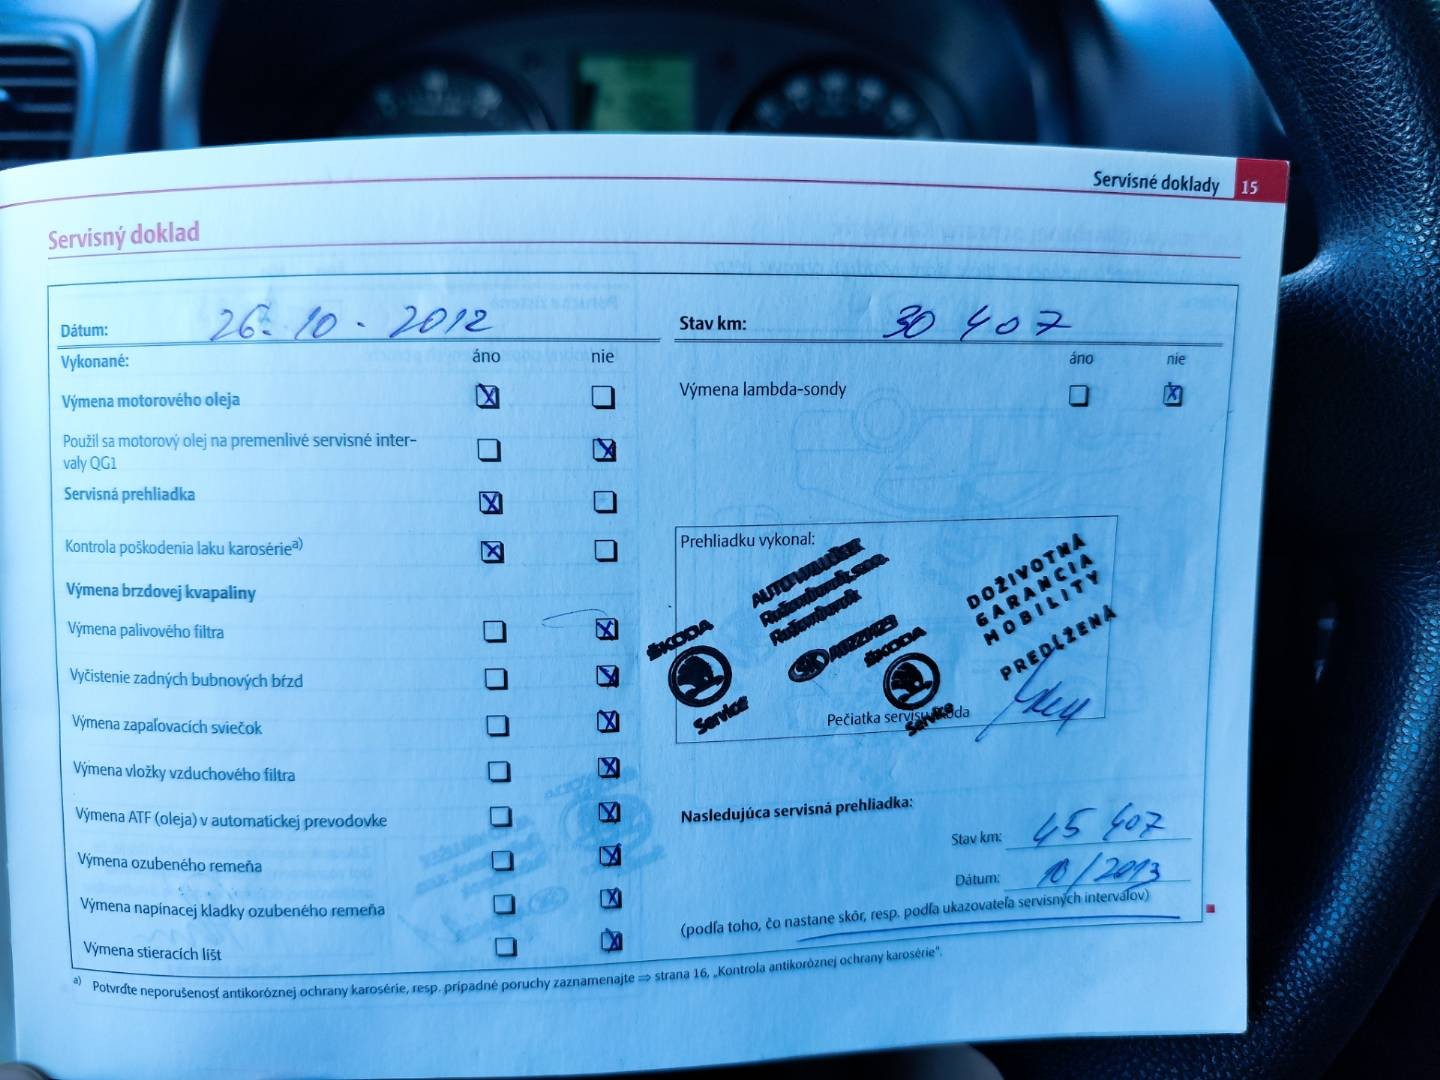 Servisné doklady 15
Servisný doklad
Dátum: 26. 10. 2012
Stav km: 30 407
Vykonané: áno nie
áno nie
Výmena motorového oleja
Použil sa motorový olej na premenlivé servisné inter-
valy QG1
Servisná prehliadka
Kontrola poškodenia laku karosérie a)
Výmena brzdovej kvapaliny
Výmena palivového filtra
Vyčistenie zadných bubnových bŕzd
Výmena zapaľovacích sviečok
Výmena vložky vzduchového filtra
Výmena ATF (oleja) v automatickej prevodovke
Výmena ozubeného remeňa
Výmena napínacej kladky ozubeného remeňa
Výmena stieracích líšt
Výmena lambda-sondy
Prehliadku vykonal:
Ružomberok, s.r.o.
Ružomberok
ŠKODA
Service
ŠKODA
Service
DOŽIVOTNÁ
GARANCIA
MOBILITY
PREDĹŽENÁ
Pečiatka servisu Škoda
Nasledujúca servisná prehliadka:
Stav km: 45 407
Dátum: 10/2013
(podľa toho, čo nastane skôr, resp. podľa ukazovateľa servisných intervalov)
a) Potvrďte neporušenosť antikoróznej ochrany karosérie, resp. prípadné poruchy zaznamenajte ⇒ strana 16, „Kontrola antikoróznej ochrany karosérie“.